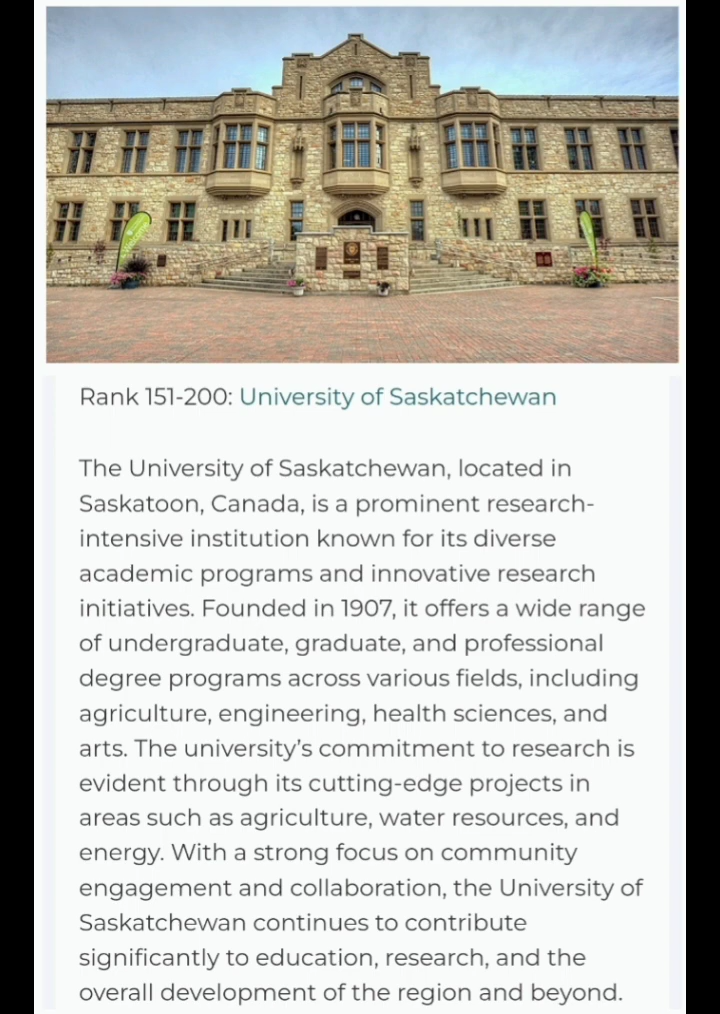 Rank 151-200: University of Saskatchewan
The University of Saskatchewan, located in
Saskatoon, Canada, is a prominent research-
intensive institution known for its diverse
academic programs and innovative research
initiatives. Founded in 1907, it offers a wide range
of undergraduate, graduate, and professional
degree programs across various fields, including
agriculture, engineering, health sciences, and
arts. The university’s commitment to research is
evident through its cutting-edge projects in
areas such as agriculture, water resources, and
energy. With a strong focus on community
engagement and collaboration, the University of
Saskatchewan continues to contribute
significantly to education, research, and the
overall development of the region and beyond.